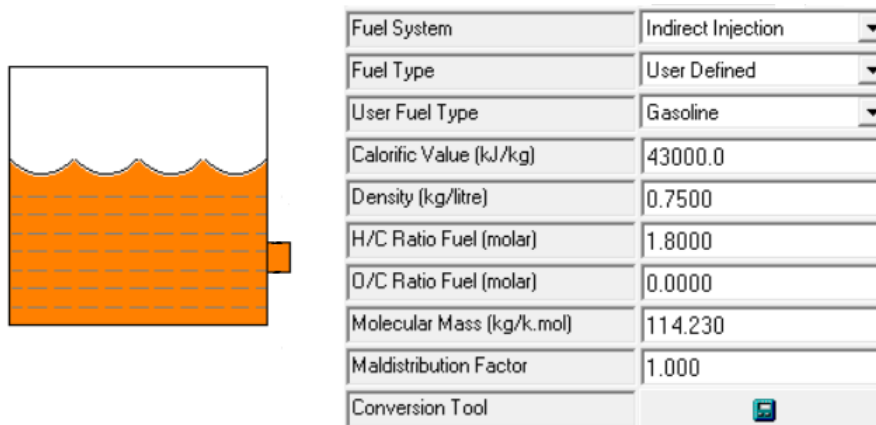 Fuel System Indirect Injection
Fuel Type User Defined
User Fuel Type Gasoline
Calorific Value (kJ/kg) 43000.0
Density (kg/litre) 0.7500
H/C Ratio Fuel (molar) 1.8000
O/C Ratio Fuel (molar) 0.0000
Molecular Mass (kg/k.mol) 114.230
Maldistribution Factor 1.000
Conversion Tool